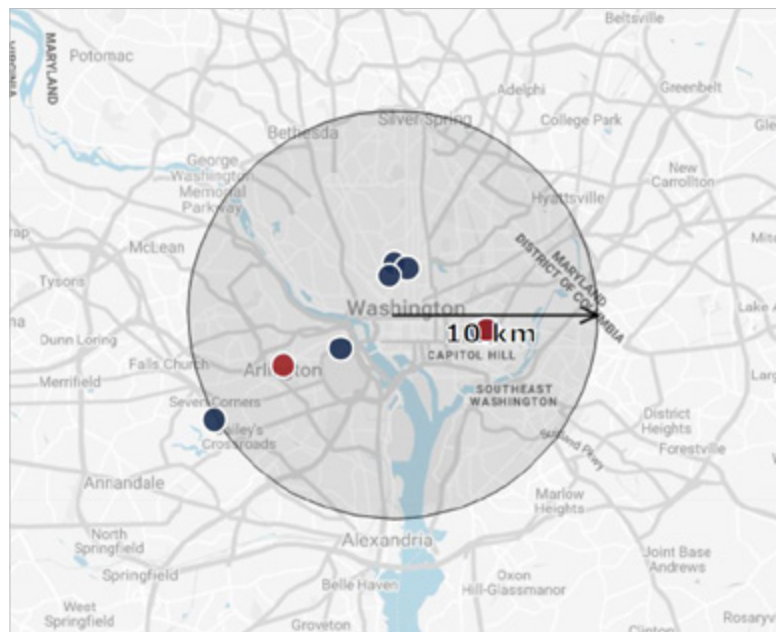 Beltsville
Potomac
MARYLAND
VIRGINIA
Adelphi
Greenbelt
Silver Spring
College Park
Bethesda
George
Washington
Memorial
Parkway
New
Carrollton
Hyattsville
McLean
MARYLAND
DISTRICT OF COLUMBIA
Tysons
Washington
10 km
Dunn Loring
Falls Church
CAPITOL HILL
Merrifield
SOUTHEAST
WASHINGTON
District
Heights
Forestville
Annandale
Marlow
Heights
North
Springfield
Alexandria
Joint Base
Andrews
Springfield
Belle Haven
Oxon
Hill-Glassmanor
West
Springfield
Groveton